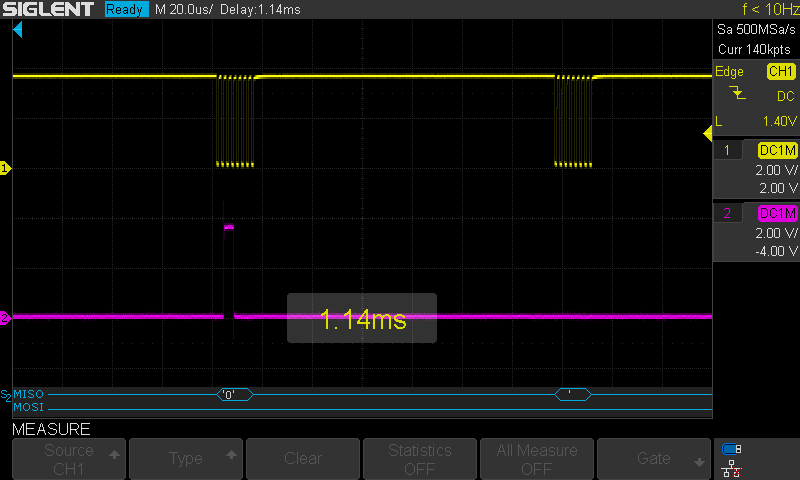 SIGLENT Ready M 20.0us/ Delay:1.14ms f < 10Hz
Sa 500MSa/s
Curr 140kpts
Edge CH1
DC
L 1.40V
1 DC1M
2.00 V/
2.00 V
2 DC1M
2.00 V/
-4.00 V
1
2
1.14ms
S2 MISO '0' '
MOSI
MEASURE
Source
CH1
Type
Clear
Statistics
OFF
All Measure
OFF
Gate